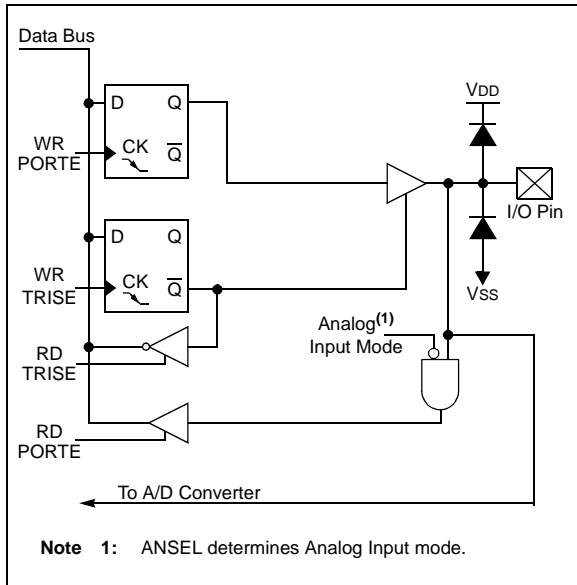 Data Bus
D Q
VDD
WR
PORTE
CK
Q
I/O Pin
D Q
WR
TRISE
CK
Q
VSS
Analog(1)
Input Mode
RD
TRISE
RD
PORTE
To A/D Converter
Note 1: ANSEL determines Analog Input mode.